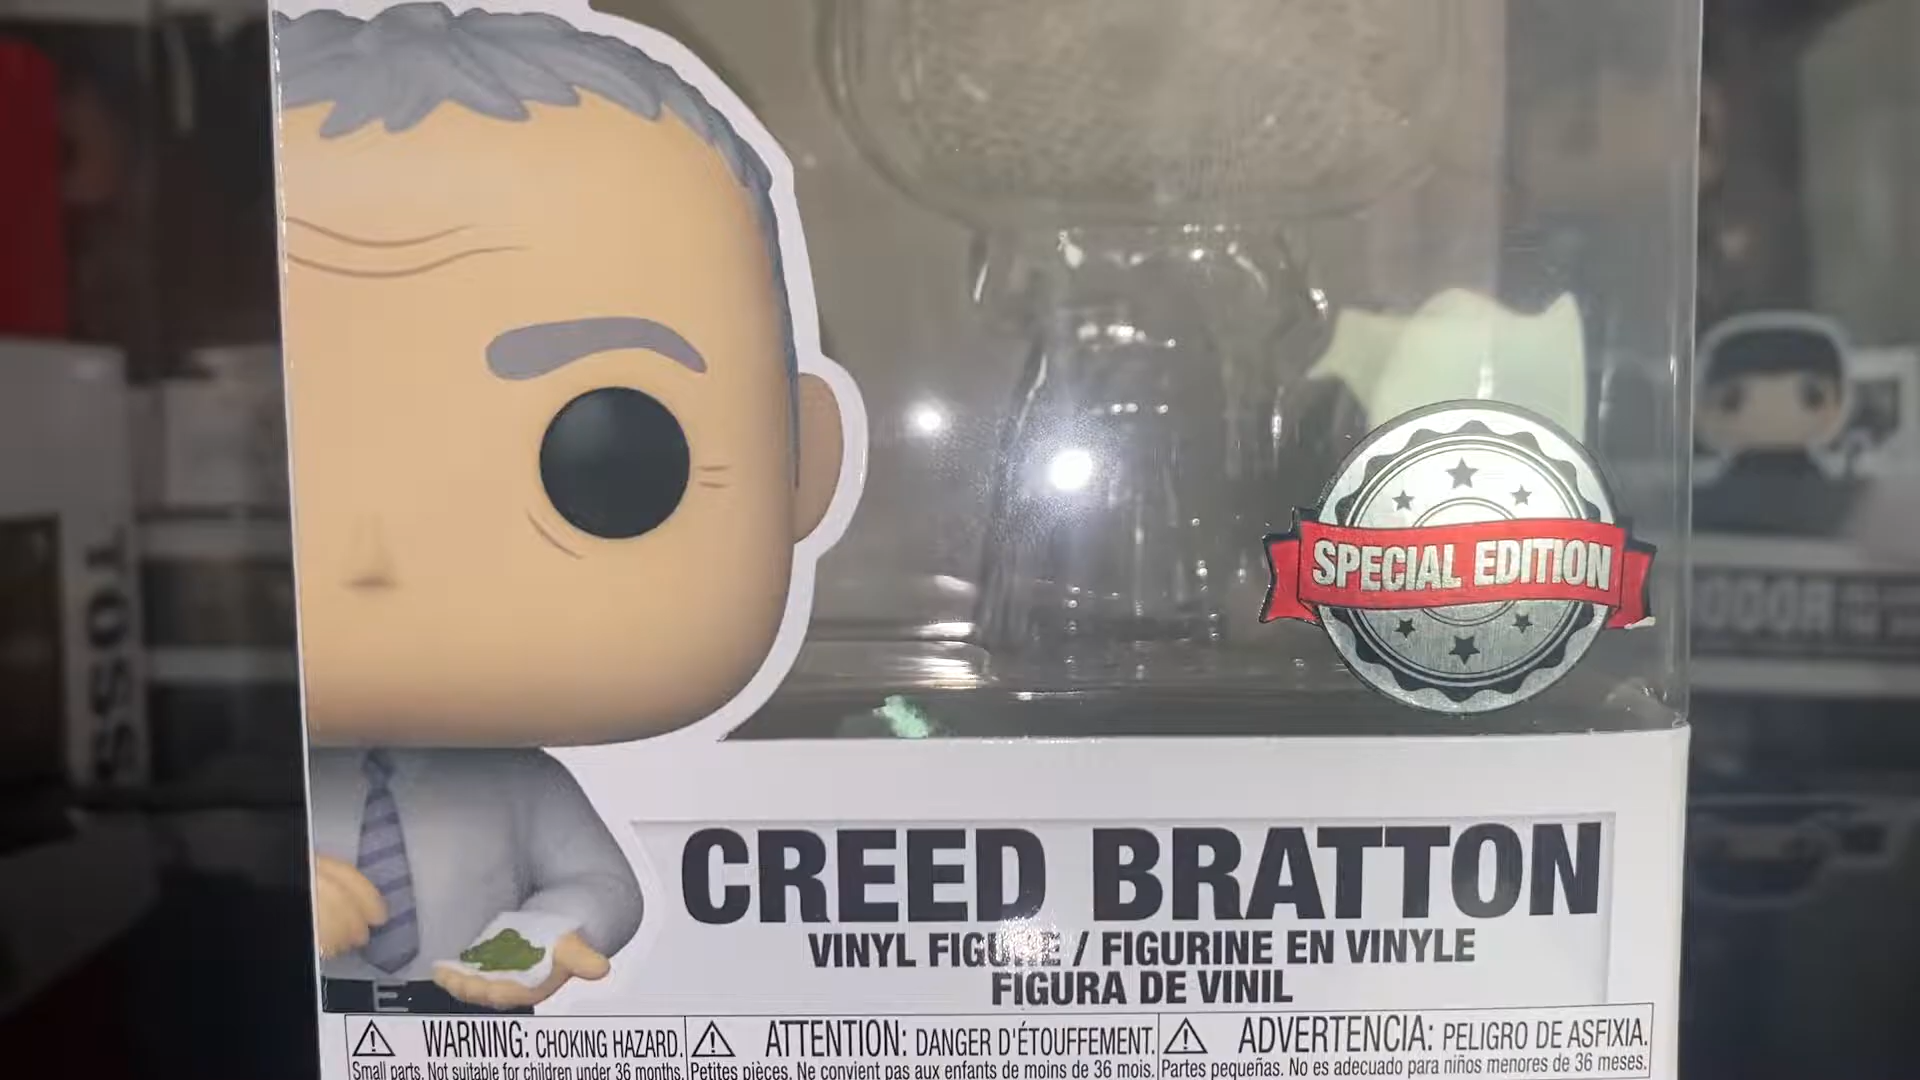 SPECIAL EDITION
CREED BRATTON
VINYL FIGURE / FIGURINE EN VINYLE
FIGURA DE VINIL
WARNING: CHOKING HAZARD.
Small parts. Not suitable for children under 36 months.
ATTENTION: DANGER D'ÉTOUFFEMENT.
Petites pièces. Ne convient pas aux enfants de moins de 36 mois.
ADVERTENCIA: PELIGRO DE ASFIXIA.
Partes pequeñas. No es adecuado para niños menores de 36 meses.